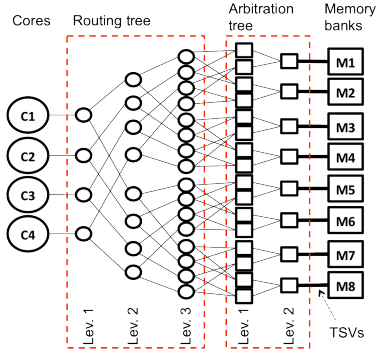 Cores
Routing tree
Arbitration
tree
Memory
banks
C1
C2
C3
C4
M1
M2
M3
M4
M5
M6
M7
M8
Lev. 1
Lev. 2
Lev. 3
Lev. 1
Lev. 2
TSVs